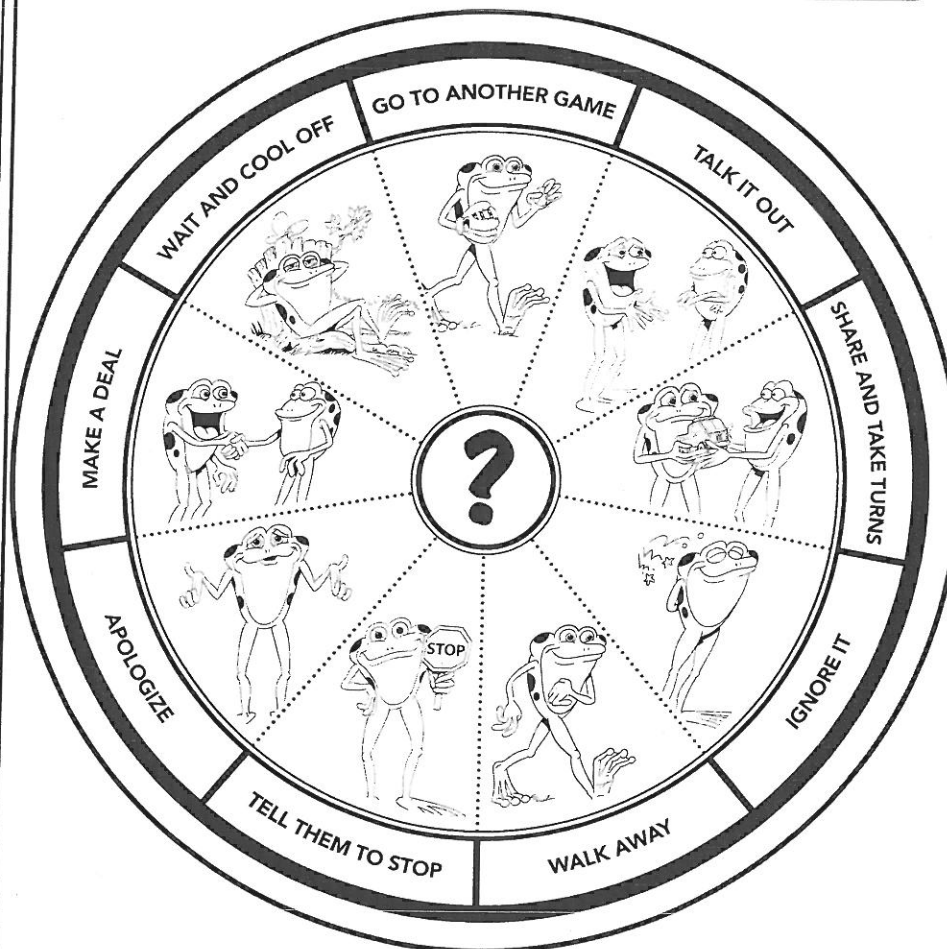 GO TO ANOTHER GAME
TALK IT OUT
SHARE AND TAKE TURNS
IGNORE IT
WALK AWAY
TELL THEM TO STOP
APOLOGIZE
MAKE A DEAL
WAIT AND COOL OFF
STOP
?